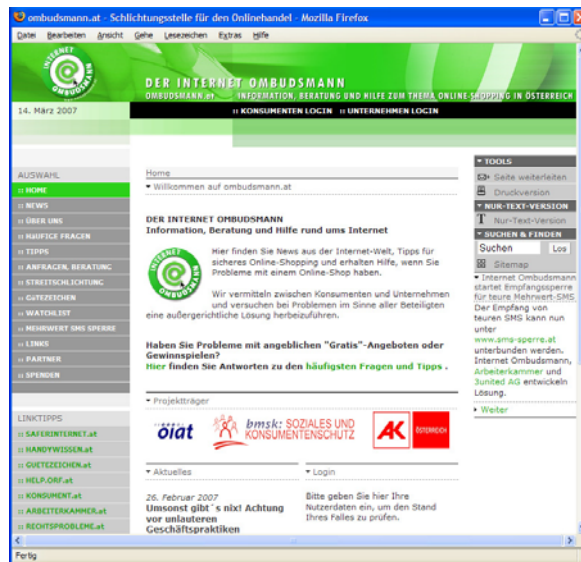 ombudsmann.at - Schlichtungsstelle für den Onlinehandel - Mozilla Firefox
Datei Bearbeiten Ansicht Gehe Lesezeichen Extras Hilfe
INTERNET
OMBUDSMANN
DER INTERNET OMBUDSMANN
OMBUDSMANN.at INFORMATION, BERATUNG UND HILFE ZUM THEMA ONLINE-SHOPPING IN ÖSTERREICH
14. März 2007
:: KONSUMENTEN LOGIN :: UNTERNEHMEN LOGIN
AUSWAHL
:: HOME
:: NEWS
:: ÜBER UNS
:: HäUFIGE FRAGEN
:: TIPPS
:: ANFRAGEN, BERATUNG
:: STREITSCHLICHTUNG
:: GüTEZEICHEN
:: WATCHLIST
:: MEHRWERT SMS SPERRE
:: LINKS
:: PARTNER
:: SPENDEN
LINKTIPPS
:: SAFERINTERNET.at
:: HANDYWISSEN.at
:: GUETEZEICHEN.at
:: HELP.ORF.at
:: KONSUMENT.at
:: ARBEITERKAMMER.at
:: RECHTSPROBLEME.at
Home
Willkommen auf ombudsmann.at
DER INTERNET OMBUDSMANN
Information, Beratung und Hilfe rund ums Internet
INTERNET
OMBUDSMANN
Hier finden Sie News aus der Internet-Welt, Tipps für
sicheres Online-Shopping und erhalten Hilfe, wenn Sie
Probleme mit einem Online-Shop haben.
Wir vermitteln zwischen Konsumenten und Unternehmen
und versuchen bei Problemen im Sinne aller Beteiligten
eine außergerichtliche Lösung herbeizuführen.
Haben Sie Probleme mit angeblichen "Gratis"-Angeboten oder
Gewinnspielen?
Hier finden Sie Antworten zu den häufigsten Fragen und Tipps .
Projektträger
öiat
bmsk: SOZIALES UND
KONSUMENTENSCHUTZ
AK
ÖSTERREICH
Aktuelles
26. Februar 2007
Umsonst gibt`s nix! Achtung
vor unlauteren
Geschäftspraktiken
Login
Bitte geben Sie hier Ihre
Nutzerdaten ein, um den Stand
Ihres Falles zu prüfen.
TOOLS
Seite weiterleiten
Druckversion
NUR-TEXT-VERSION
T Nur-Text-Version
SUCHEN & FINDEN
Suchen Los
Sitemap
Internet Ombudsmann
startet Empfangssperre
für teure Mehrwert-SMS
Der Empfang von
teuren SMS kann nun
unter
www.sms-sperre.at
unterbunden werden.
Internet Ombudsmann,
Arbeiterkammer und
3united AG entwickeln
Lösung.
Weiter
Fertig